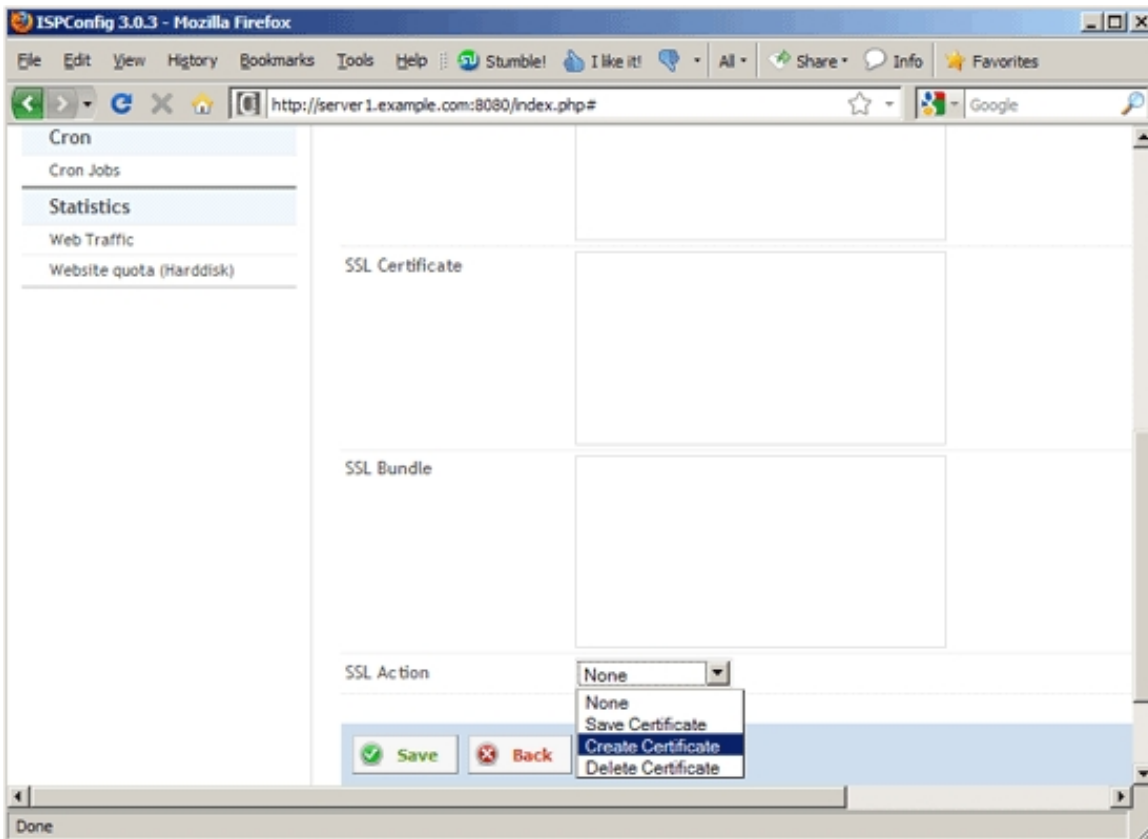 ISPConfig 3.0.3 - Mozilla Firefox
File Edit View History Bookmarks Tools Help Stumble! I like it! All Share Info Favorites
http://server1.example.com:8080/index.php# Google
Cron
Cron Jobs
Statistics
Web Traffic
Website quota (Harddisk)
SSL Certificate
SSL Bundle
SSL Action None
None
Save Certificate
Create Certificate
Delete Certificate
Save Back
Done